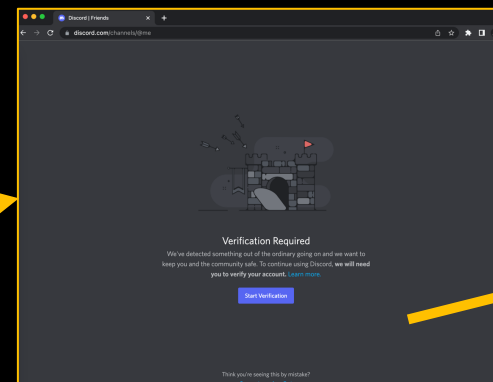 Discord | Friends
discord.com/channels/@me
Verification Required
We've detected something out of the ordinary going on and we want to
keep you and the community safe. To continue using Discord, we will need
you to verify your account. Learn more.
Start Verification
Think you're seeing this by mistake?